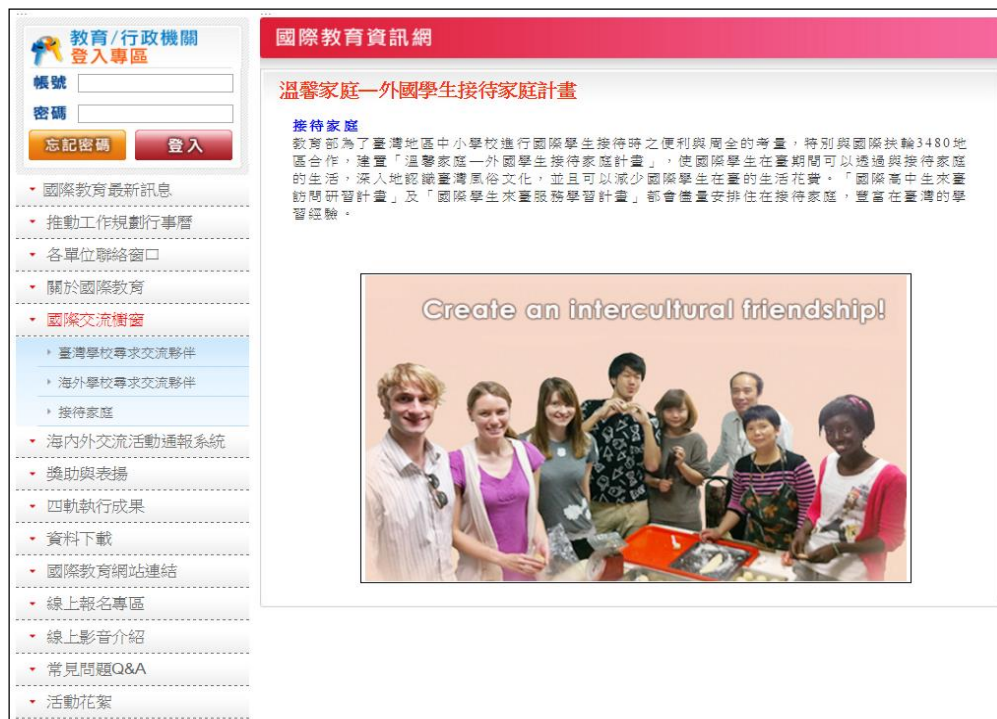 ...
教育/行政機關
登入專區
帳號
密碼
忘記密碼
登入
國際教育最新訊息
推動工作規劃行事曆
各單位聯絡窗口
關於國際教育
國際交流櫥窗
臺灣學校尋求交流夥伴
海外學校尋求交流夥伴
接待家庭
海內外交流活動通報系統
獎助與表揚
四軌執行成果
資料下載
國際教育網站連結
線上報名專區
線上影音介紹
常見問題Q&A
活動花絮
...
國際教育資訊網
溫馨家庭—外國學生接待家庭計畫
接待家庭
教育部為了臺灣地區中小學校進行國際學生接待時之便利與周全的考量，特別與國際扶輪3480地
區合作，建置「溫馨家庭—外國學生接待家庭計畫」，使國際學生在臺期間可以透過與接待家庭
的生活，深入地認識臺灣風俗文化，並且可以減少國際學生在臺的生活花費。「國際高中生來臺
訪問研習計畫」及「國際學生來臺服務學習計畫」都會儘量安排住在接待家庭，豐富在臺灣的學
習經驗。
Create an intercultural friendship!